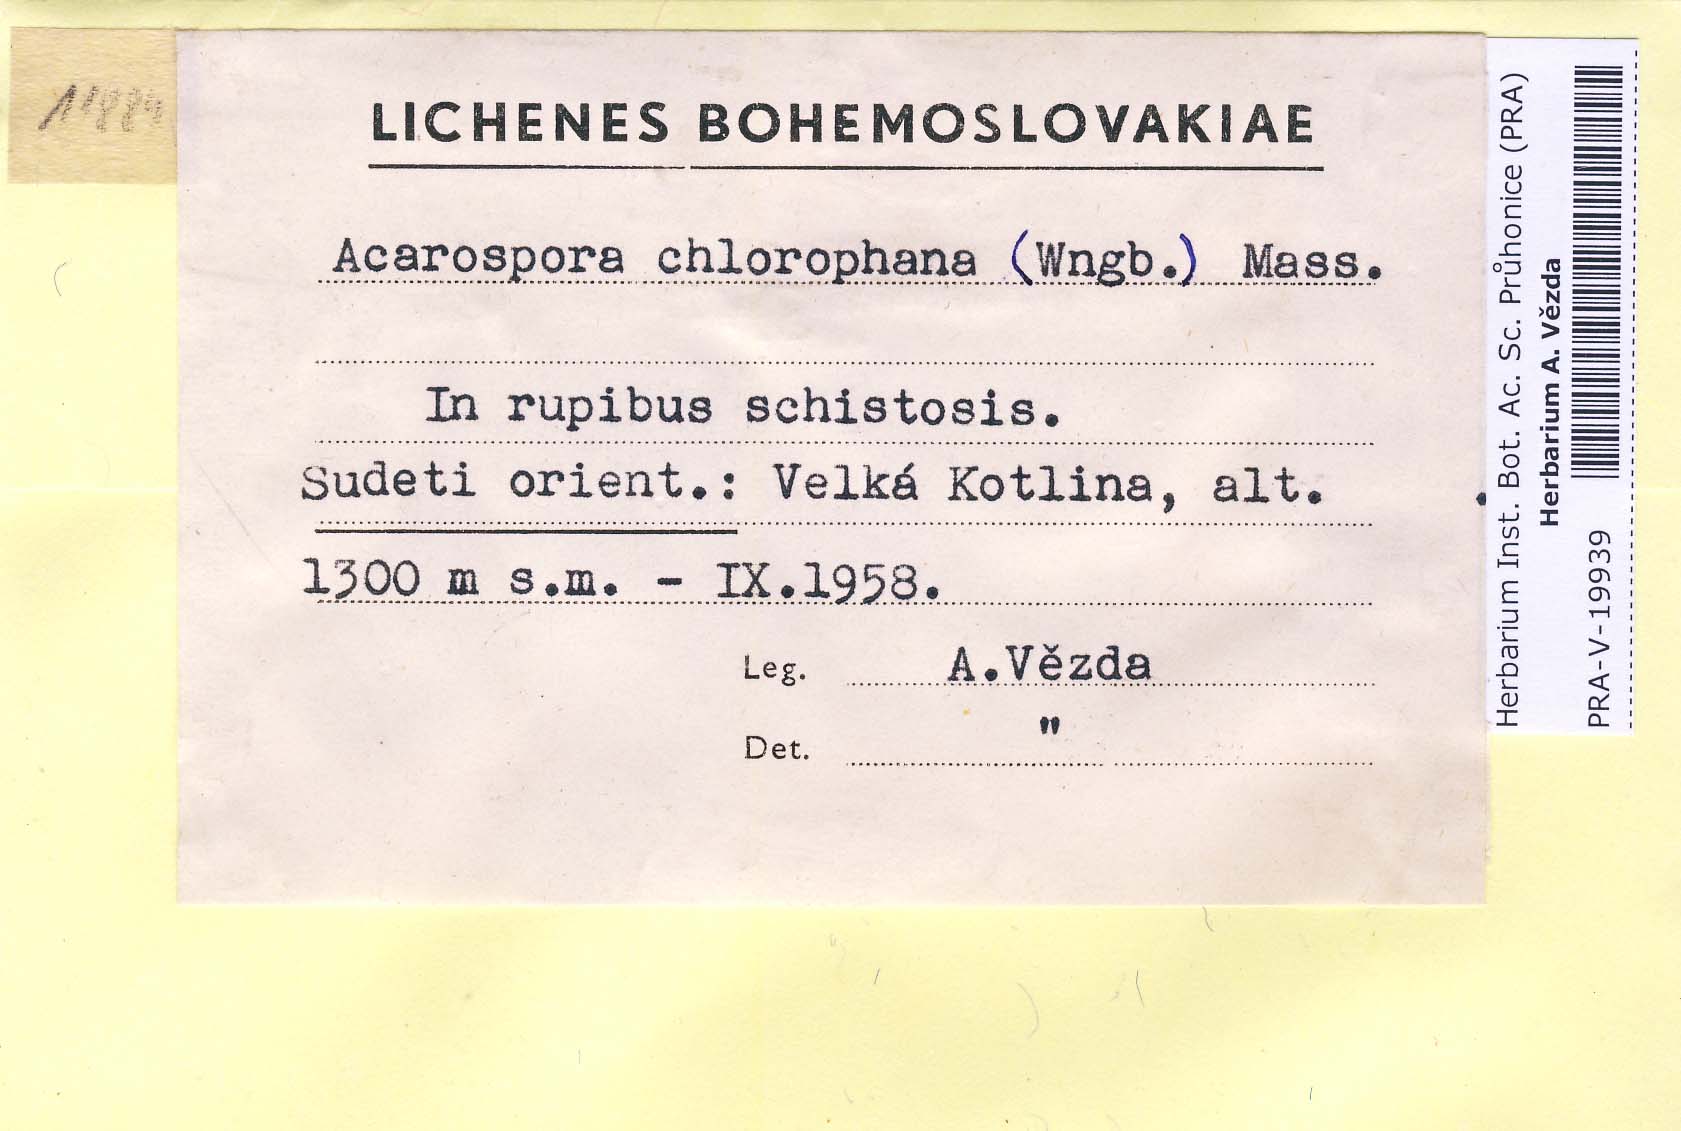 LICHENES BOHEMOSLOVAKIAE
Acarospora chlorophana (Wngb.) Mass.
In rupibus schistosis.
Sudeti orient.: Velká Kotlina, alt.
1300 m s.m. - IX.1958.
Leg. A.Vězda
Det. "
Herbarium Inst. Bot. Ac. Sc. Průhonice (PRA)
Herbarium A. Vězda
PRA-V-19939